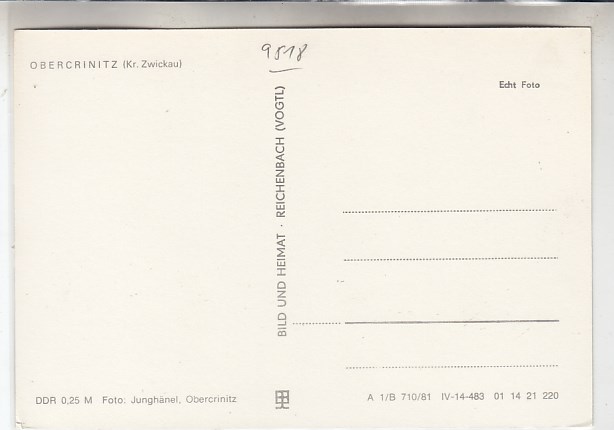 9518
OBERCRINITZ (Kr. Zwickau)
Echt Foto
BILD UND HEIMAT · REICHENBACH (VOGTL)
DDR 0,25 M Foto: Junghänel, Obercrinitz
A 1/B 710/81 IV-14-483 01 14 21 220